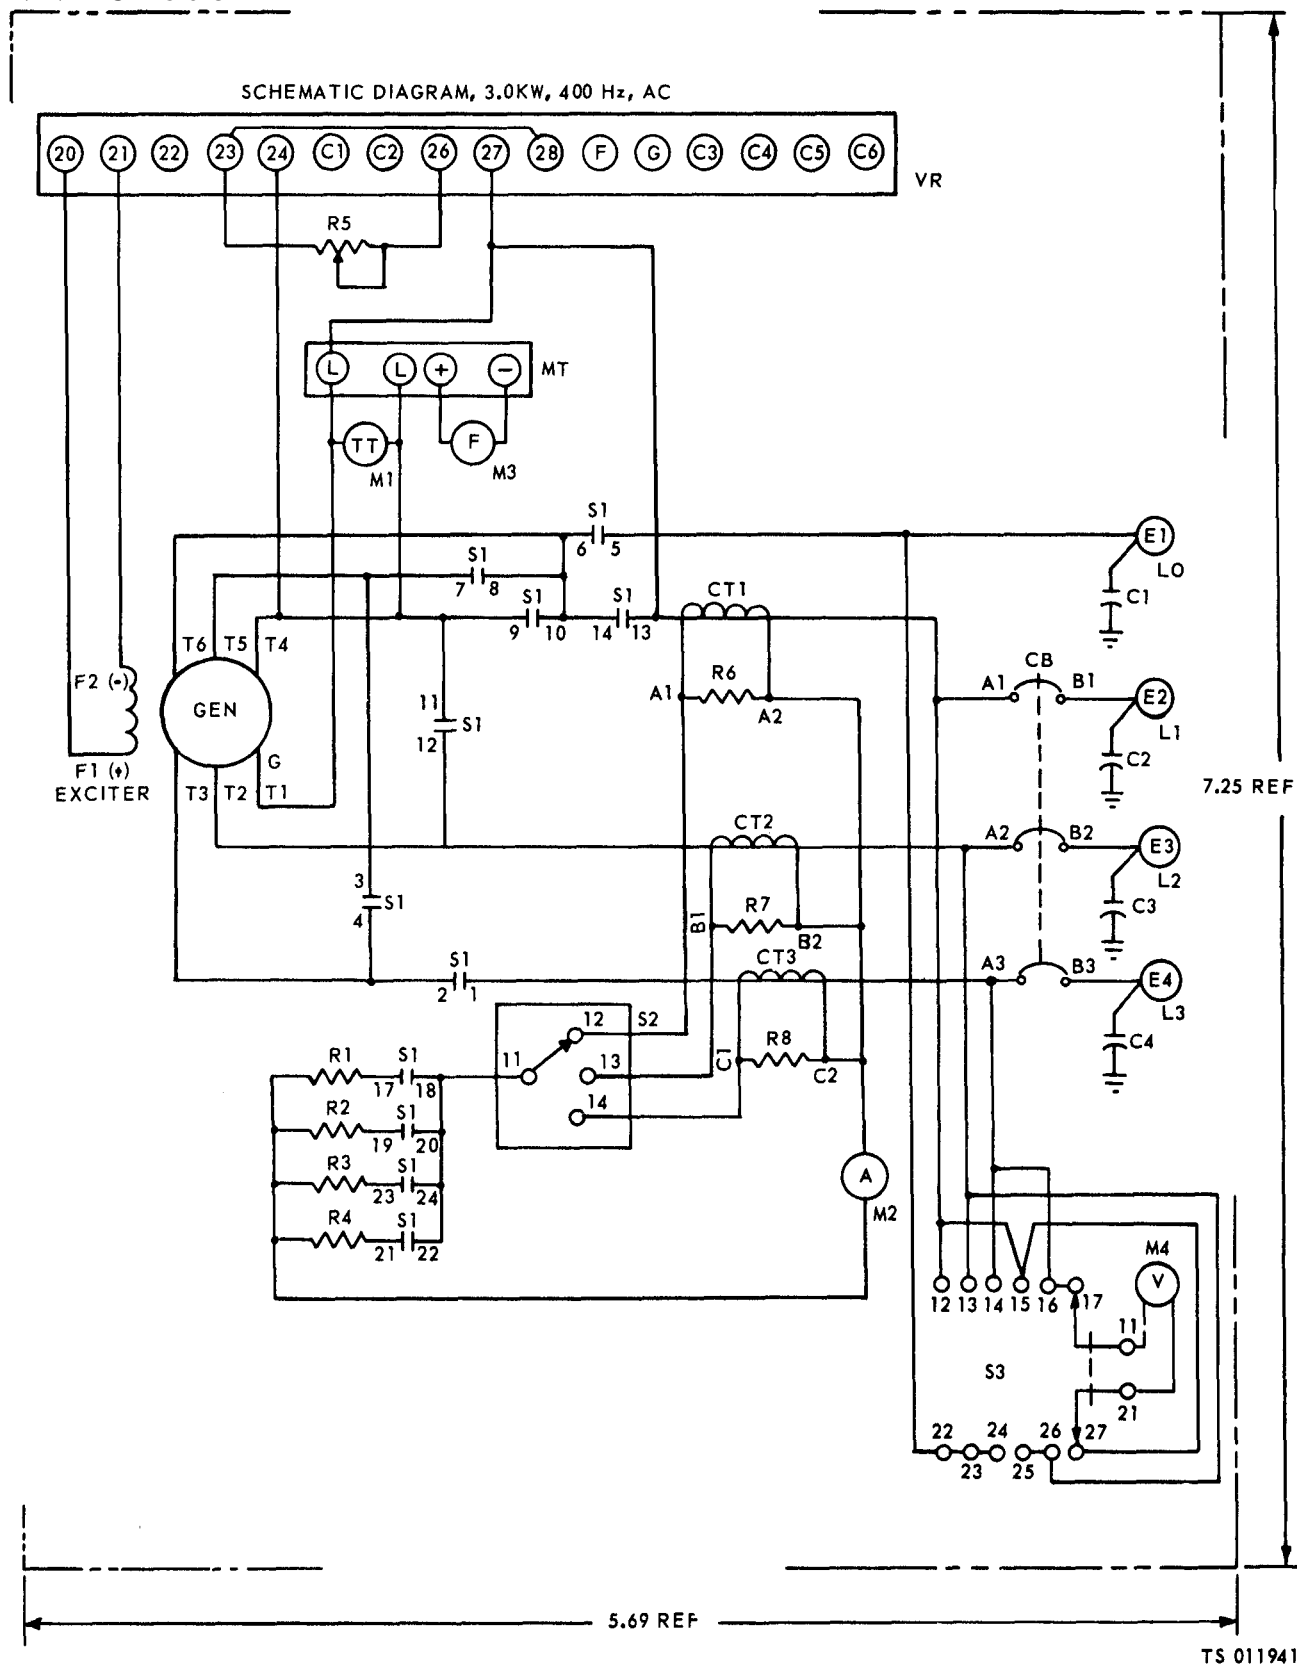 SCHEMATIC DIAGRAM, 3.0KW, 400 Hz, AC
20 21 22 23 24 C1 C2 26 27 28 F G C3 C4 C5 C6
VR
R5
L L + − MT
TT F
M1 M3
S1
6 5
E1
LO
S1
7 8
C1
S1 S1 CT1
9 10 14 13
T6 T5 T4
F2 (-)
GEN
R6
A1 A2
CB
A1 B1 E2
L1
11
S1
12
C2
G
F1 (+)
EXCITER
T3 T2 T1
7.25 REF
CT2
A2 B2 E3
L2
3
S1
4
R7
B1 B2
C3
S1
2 1
CT3
A3 B3 E4
L3
12 S2
R8
C1 C2
C4
R1 S1
17 18
11 13
R2 S1
19 20
14
R3 S1
23 24
A
M2
R4 S1
21 22
M4
V
12 13 14 15 16 17
11
S3
21
22 24 26 27
23 25
5.69 REF
TS 011941